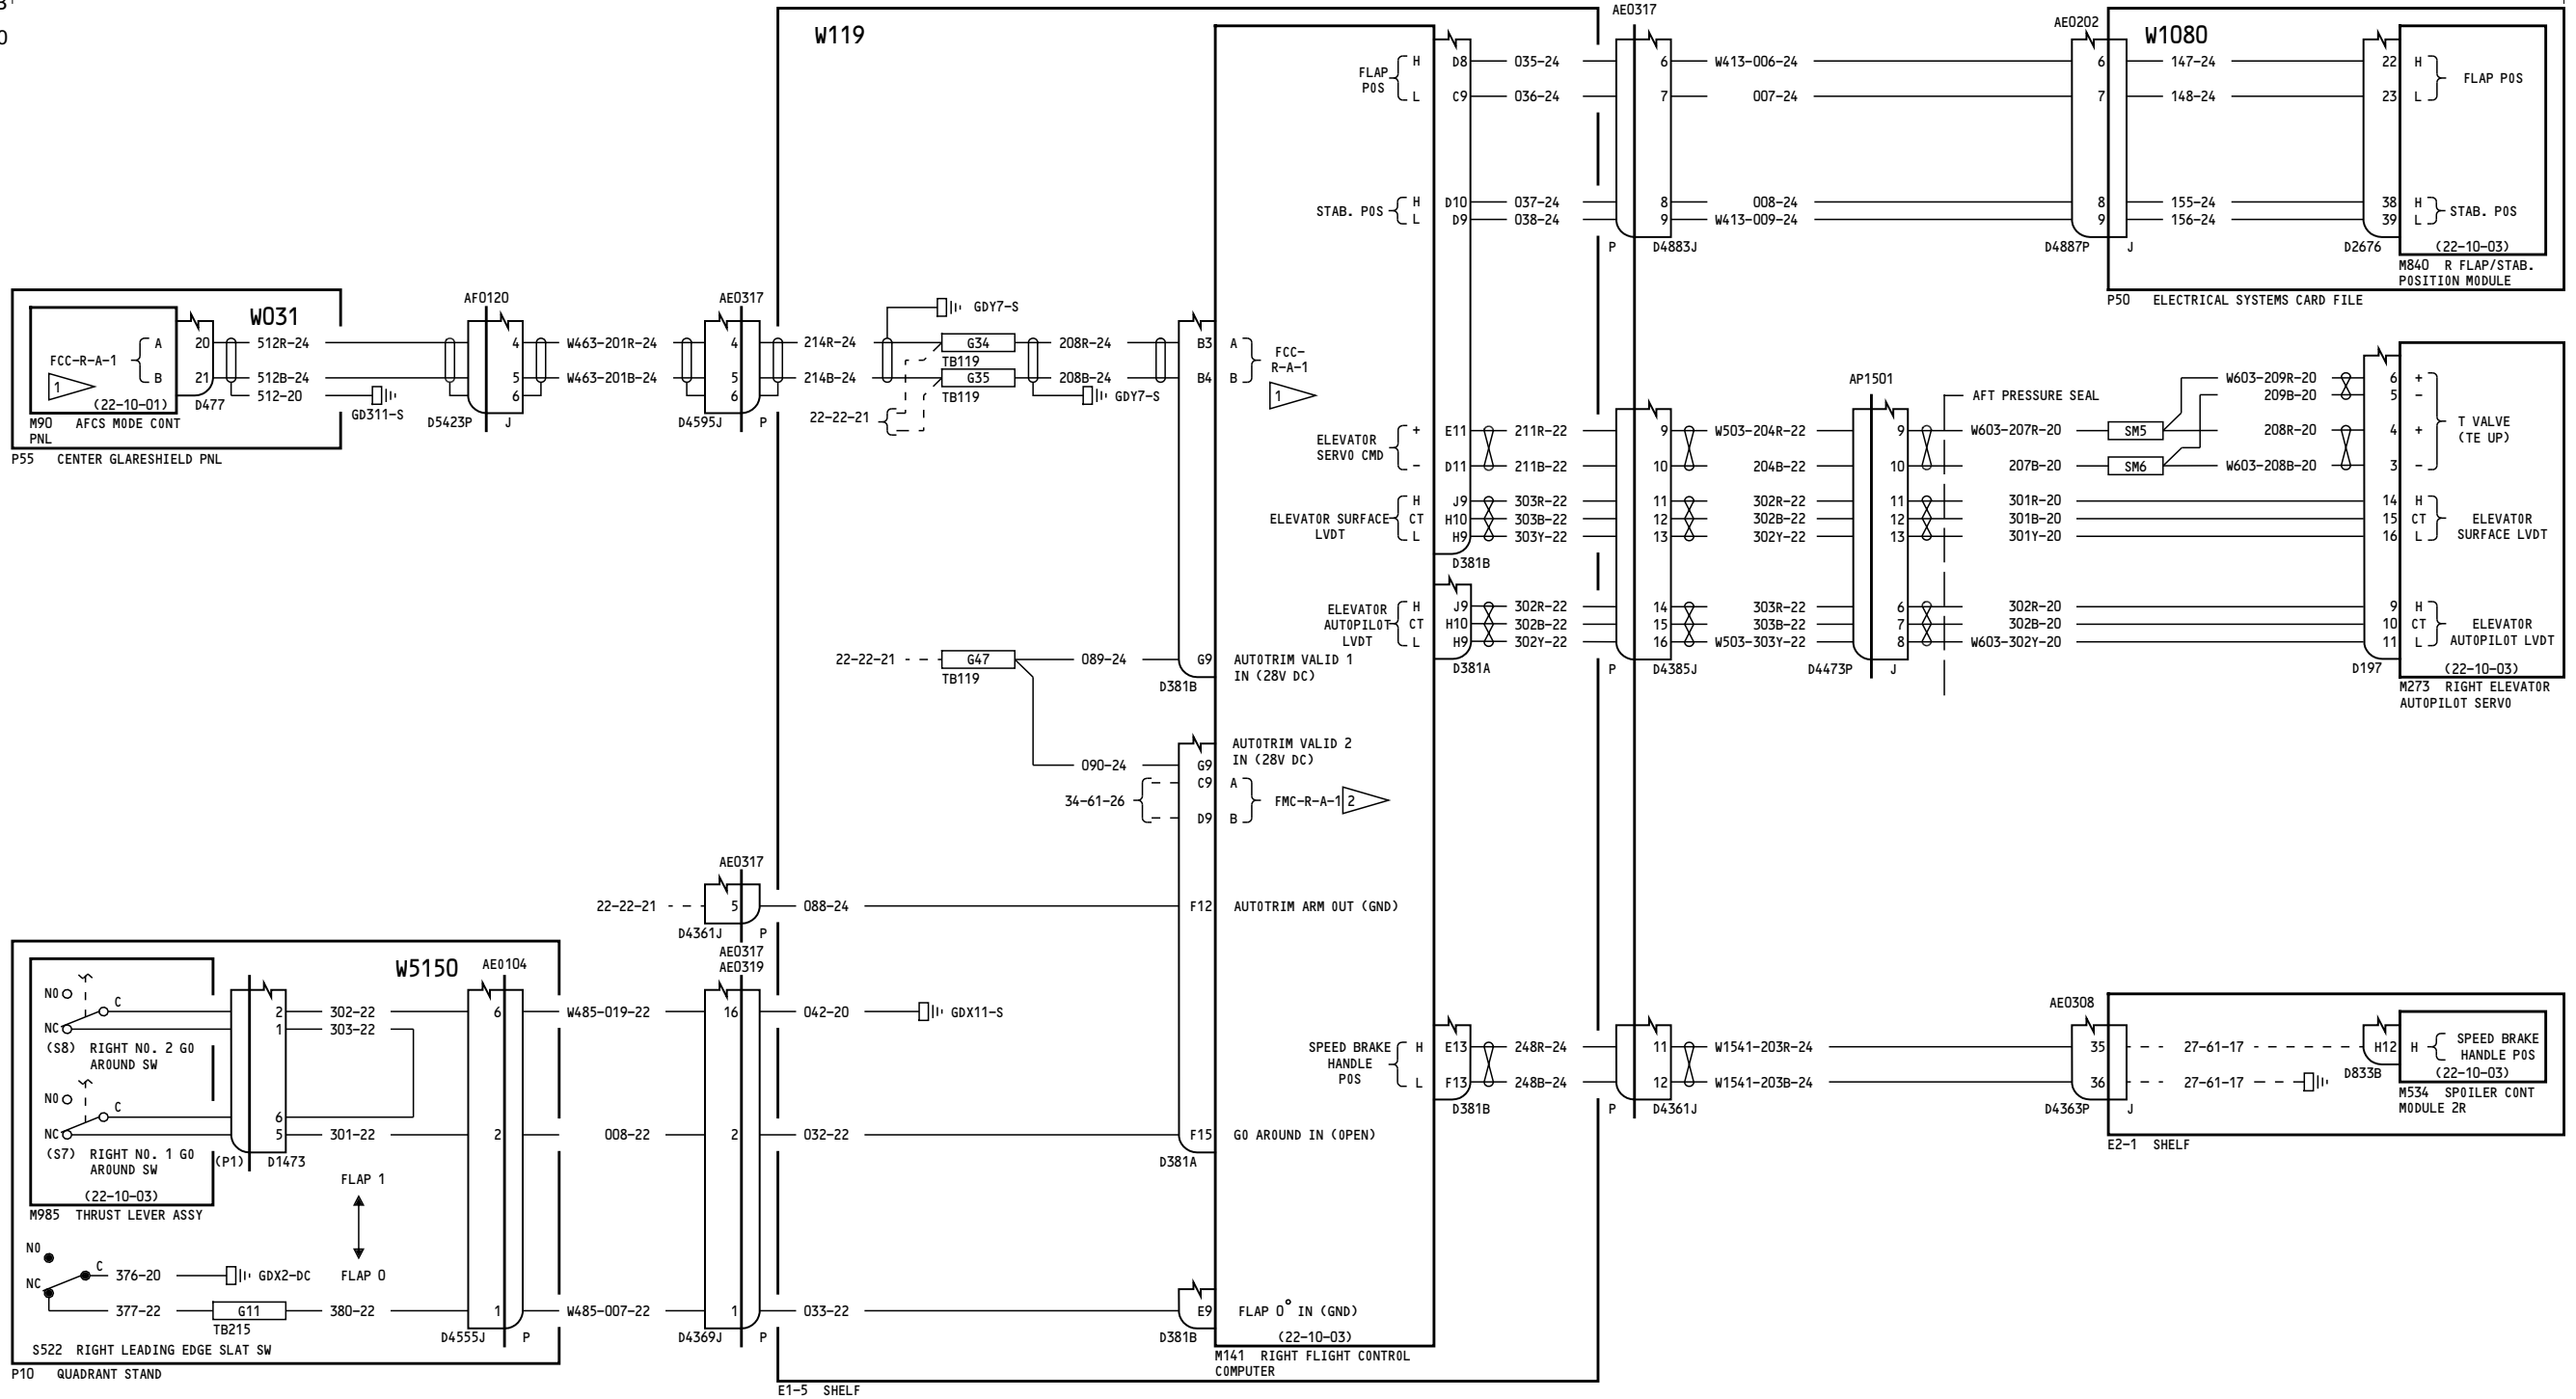 W119
AE0317
AE0202
W1080
FLAP POS
H D8 035-24 6 W413-006-24 6 147-24 22 H
L C9 036-24 7 007-24 7 148-24 23 L
FLAP POS
STAB. POS
H D10 037-24 8 008-24 8 155-24 38 H
L D9 038-24 9 W413-009-24 9 156-24 39 L
STAB. POS
P D4883J D4887P J D2676 (22-10-03)
M840 R FLAP/STAB.
POSITION MODULE
P50 ELECTRICAL SYSTEMS CARD FILE
W031
AF0120
AE0317
GDY7-S
FCC-R-A-1
1
A 20 512R-24 4 W463-201R-24 4 214R-24 G34 208R-24 B3 A
TB119
B 21 512B-24 5 W463-201B-24 5 214B-24 G35 208B-24 B4 B
TB119
FCC-
R-A-1
1
512-20 GD311-S 6 6 GDY7-S
22-22-21
(22-10-01) D477 D5423P J D4595J P
M90 AFCS MODE CONT
PNL
P55 CENTER GLARESHIELD PNL
AP1501
AFT PRESSURE SEAL
W603-209R-20 6 +
209B-20 5 -
ELEVATOR
SERVO CMD
+ E11 211R-22 9 W503-204R-22 9 W603-207R-20 SM5 208R-20 4 +
- D11 211B-22 10 204B-22 10 207B-20 SM6 W603-208B-20 3 -
T VALVE
(TE UP)
ELEVATOR SURFACE
LVDT
H J9 303R-22 11 302R-22 11 301R-20 14 H
CT H10 303B-22 12 302B-22 12 301B-20 15 CT
L H9 303Y-22 13 302Y-22 13 301Y-20 16 L
ELEVATOR
SURFACE LVDT
D381B
ELEVATOR
AUTOPILOT
LVDT
H J9 302R-22 14 303R-22 6 302R-20 9 H
CT H10 302B-22 15 303B-22 7 302B-20 10 CT
L H9 302Y-22 16 W503-303Y-22 8 W603-302Y-20 11 L
ELEVATOR
AUTOPILOT LVDT
D381A P D4385J D4473P J D197 (22-10-03)
M273 RIGHT ELEVATOR
AUTOPILOT SERVO
22-22-21 G47 089-24 G9 AUTOTRIM VALID 1
IN (28V DC)
TB119
D381B
AUTOTRIM VALID 2
IN (28V DC)
090-24 G9
34-61-26
C9 A
D9 B
FMC-R-A-1 2
AE0317
22-22-21 5 088-24 F12 AUTOTRIM ARM OUT (GND)
D4361J P
W5150
AE0104
AE0317
AE0319
NO
C
NC
2 302-22 6 W485-019-22 16 042-20 GDX11-S
1 303-22
(S8) RIGHT NO. 2 GO
AROUND SW
NO
C
NC
6
5 301-22 2 008-22 2 032-22 F15 GO AROUND IN (OPEN)
(S7) RIGHT NO. 1 GO
AROUND SW
(P1) D1473
D381A
(22-10-03)
M985 THRUST LEVER ASSY
AE0308
SPEED BRAKE
HANDLE
POS
H E13 248R-24 11 W1541-203R-24 35 27-61-17 H12 H
L F13 248B-24 12 W1541-203B-24 36 27-61-17
SPEED BRAKE
HANDLE POS
D381B P D4361J D4363P J D833B (22-10-03)
M534 SPOILER CONT
MODULE 2R
E2-1 SHELF
FLAP 1
FLAP 0
NO
C
NC
376-20 GDX2-DC
377-22 G11 380-22 1 W485-007-22 1 033-22 E9 FLAP 0° IN (GND)
TB215
D4555J P D4369J P D381B (22-10-03)
S522 RIGHT LEADING EDGE SLAT SW
P10 QUADRANT STAND
M141 RIGHT FLIGHT CONTROL
COMPUTER
E1-5 SHELF